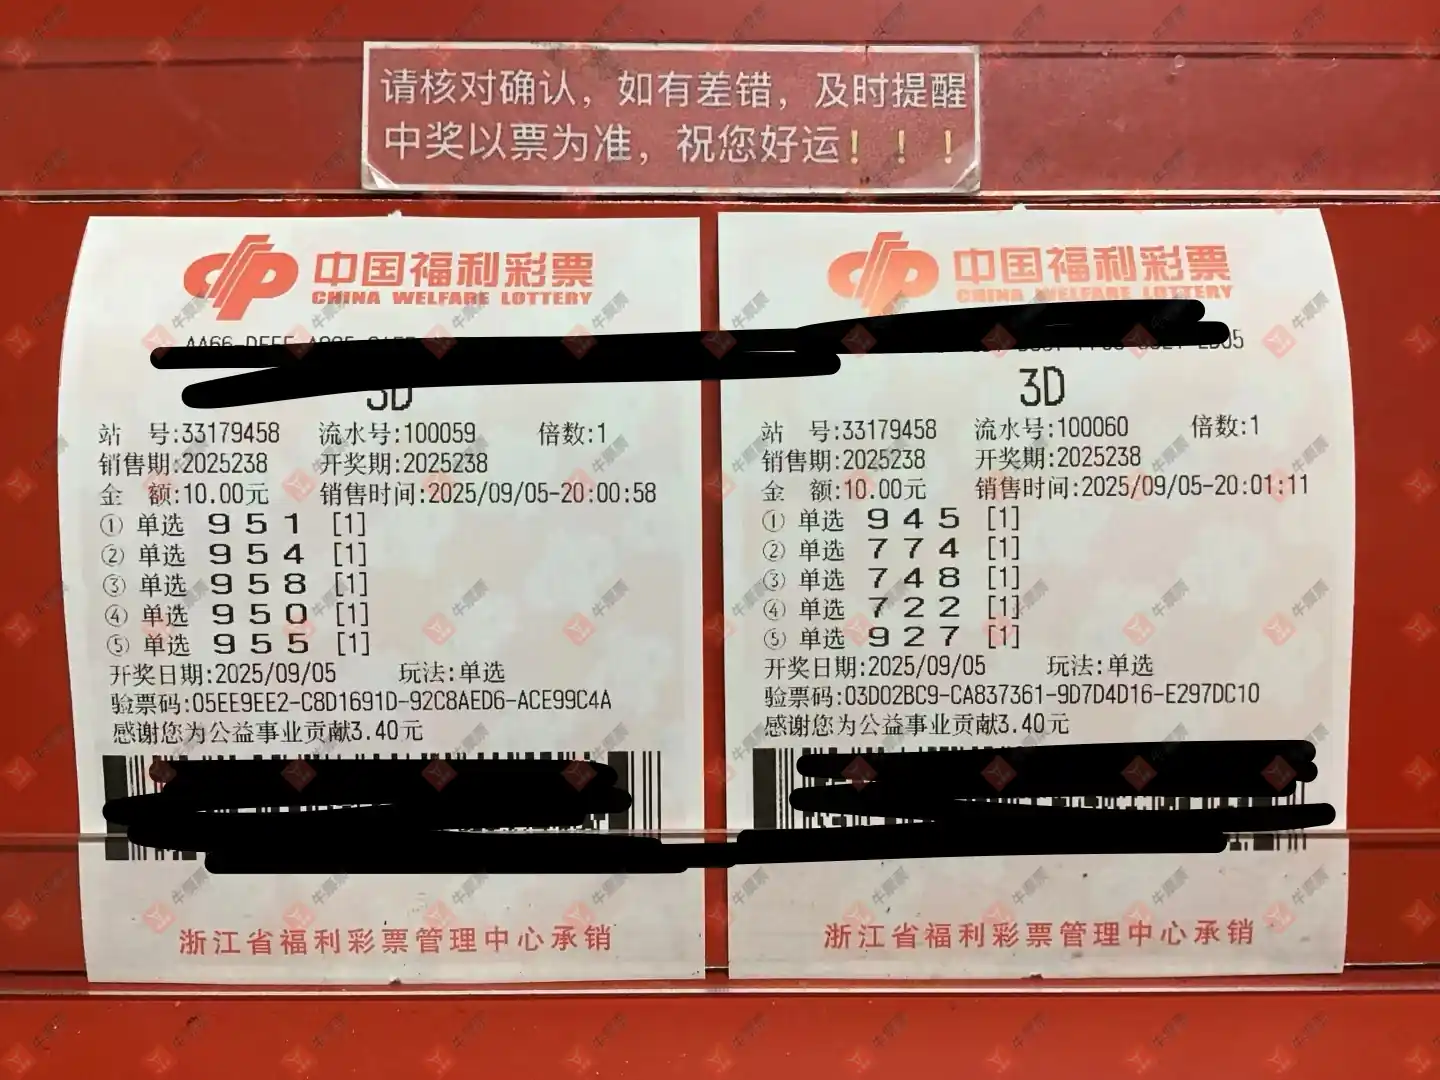 请核对确认，如有差错，及时提醒
中奖以票为准，祝您好运！！！
中国福利彩票
CHINA WELFARE LOTTERY
3D
站 号:33179458 流水号:100059 倍数:1
销售期:2025238 开奖期:2025238
金 额:10.00元 销售时间:2025/09/05-20:00:58
① 单选 9 5 1 [1]
② 单选 9 5 4 [1]
③ 单选 9 5 8 [1]
④ 单选 9 5 0 [1]
⑤ 单选 9 5 5 [1]
开奖日期:2025/09/05 玩法:单选
验票码:05EE9EE2-C8D1691D-92C8AED6-ACE99C4A
感谢您为公益事业贡献3.40元
浙江省福利彩票管理中心承销
中国福利彩票
CHINA WELFARE LOTTERY
3D
站 号:33179458 流水号:100060 倍数:1
销售期:2025238 开奖期:2025238
金 额:10.00元 销售时间:2025/09/05-20:01:11
① 单选 9 4 5 [1]
② 单选 7 7 4 [1]
③ 单选 7 4 8 [1]
④ 单选 7 2 2 [1]
⑤ 单选 9 2 7 [1]
开奖日期:2025/09/05 玩法:单选
验票码:03D02BC9-CA837361-9D7D4D16-E297DC10
感谢您为公益事业贡献3.40元
浙江省福利彩票管理中心承销